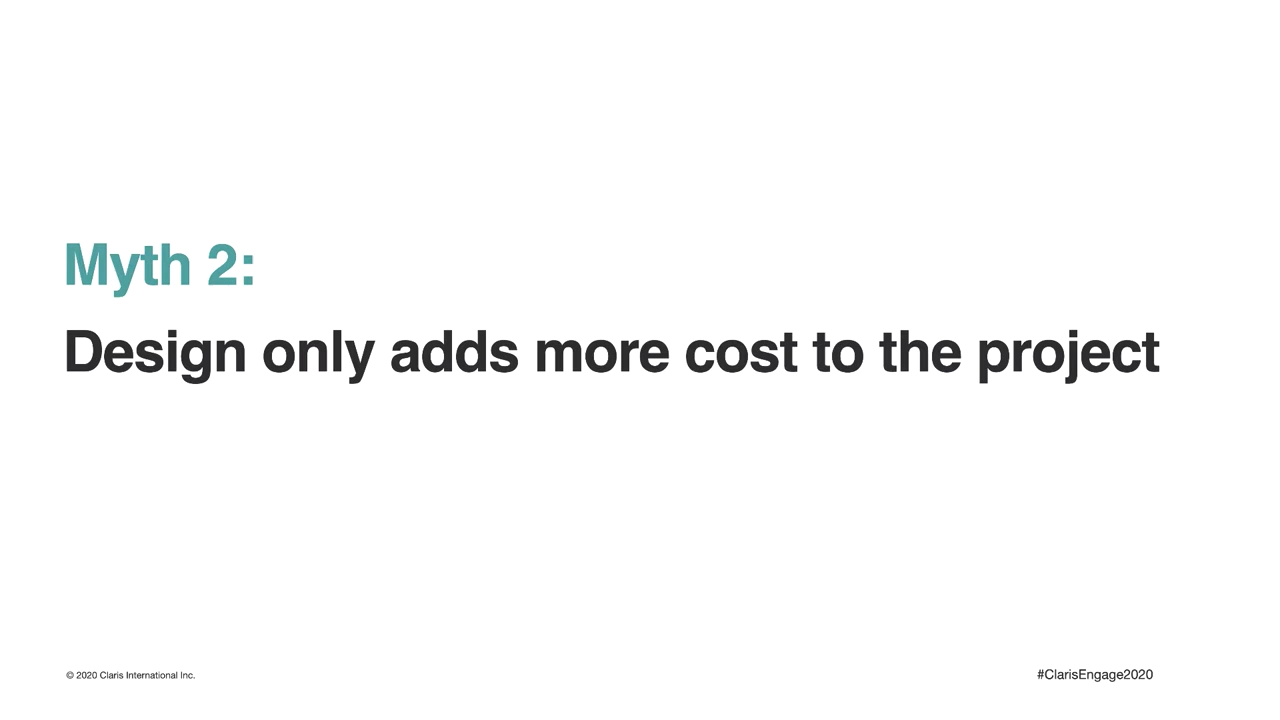 Myth 2:
Design only adds more cost to the project
© 2020 Claris International Inc.
#ClarisEngage2020